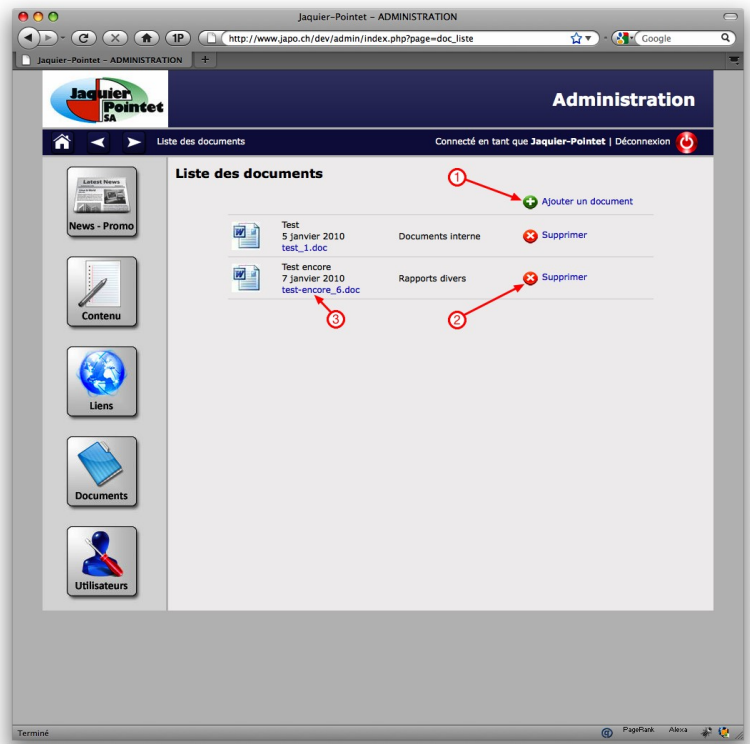 Jaquier-Pointet – ADMINISTRATION
1P
http://www.japo.ch/dev/admin/index.php?page=doc_liste
Google
Jaquier-Pointet – ADMINISTRATION
Jaquier
Pointet
SA
Administration
Liste des documents
Connecté en tant que Jaquier-Pointet | Déconnexion
Latest News
News - Promo
Contenu
Liens
Documents
Utilisateurs
Liste des documents
1
Ajouter un document
Test
5 janvier 2010
test_1.doc
Documents interne
Supprimer
Test encore
7 janvier 2010
test-encore_6.doc
Rapports divers
Supprimer
3
2
Terminé
PageRank
Alexa